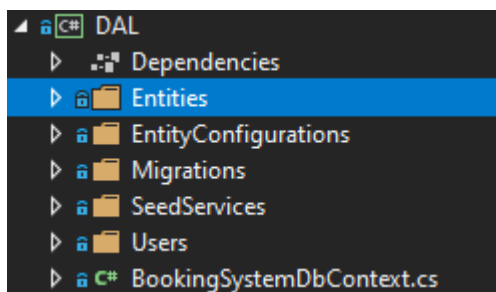 C# DAL
Dependencies
Entities
EntityConfigurations
Migrations
SeedServices
Users
C# BookingSystemDbContext.cs